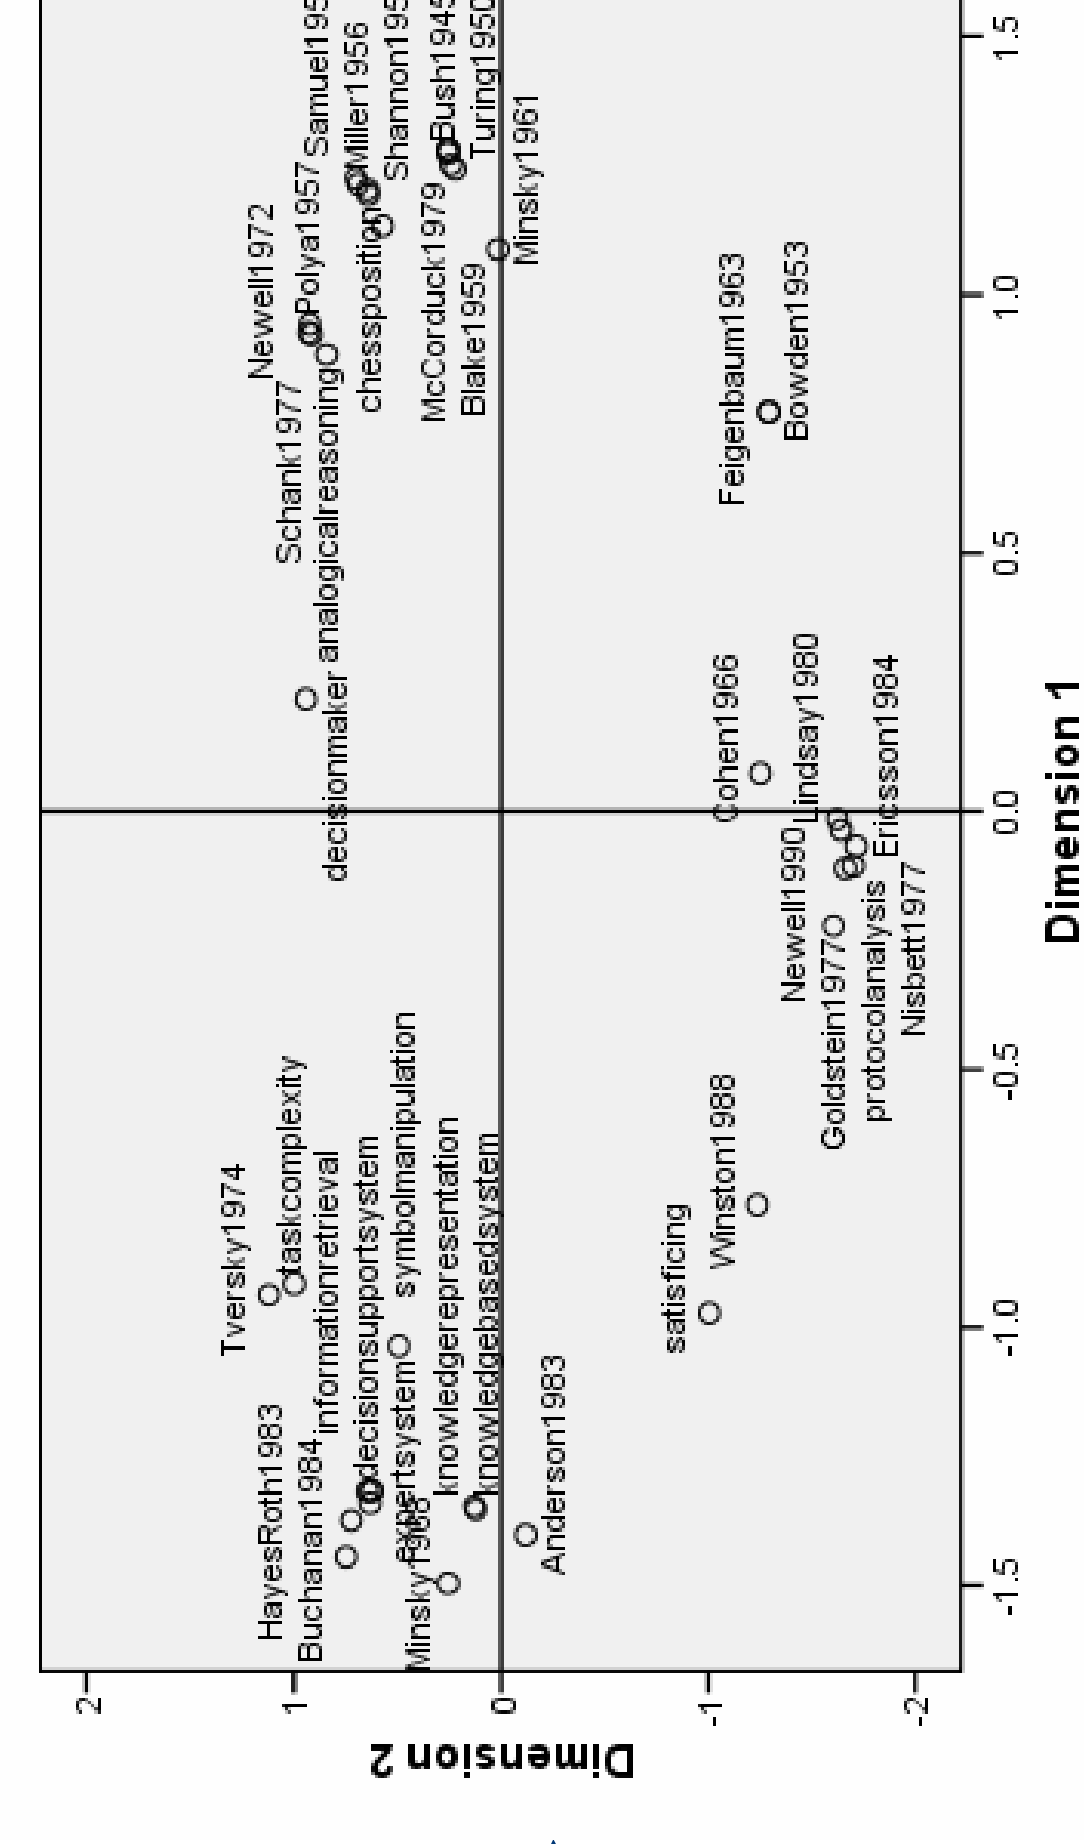 Newell1972
Tversky1974
Schank1977
Polya1957
Samuel195
HayesRoth1983
taskcomplexity
Buchanan1984
informationretrieval
decisionmaker
analogicalreasoning
Miller1956
decisionsupportsystem
chessposition
Shannon195
expertsystem
symbolmanipulation
Minsky1968
McCorduck1979
Bush1945
knowledgerepresentation
Blake1959
Turing1950
knowledgebasedsystem
Minsky1961
Anderson1983
satisficing
Winston1988
Cohen1966
Feigenbaum1963
Bowden1953
Newell1990
Lindsay1980
Goldstein1977
protocolanalysis
Ericsson1984
Nisbett1977
2
1
0
-1
-2
Dimension 2
-1.5
-1.0
-0.5
0.0
0.5
1.0
1.5
Dimension 1